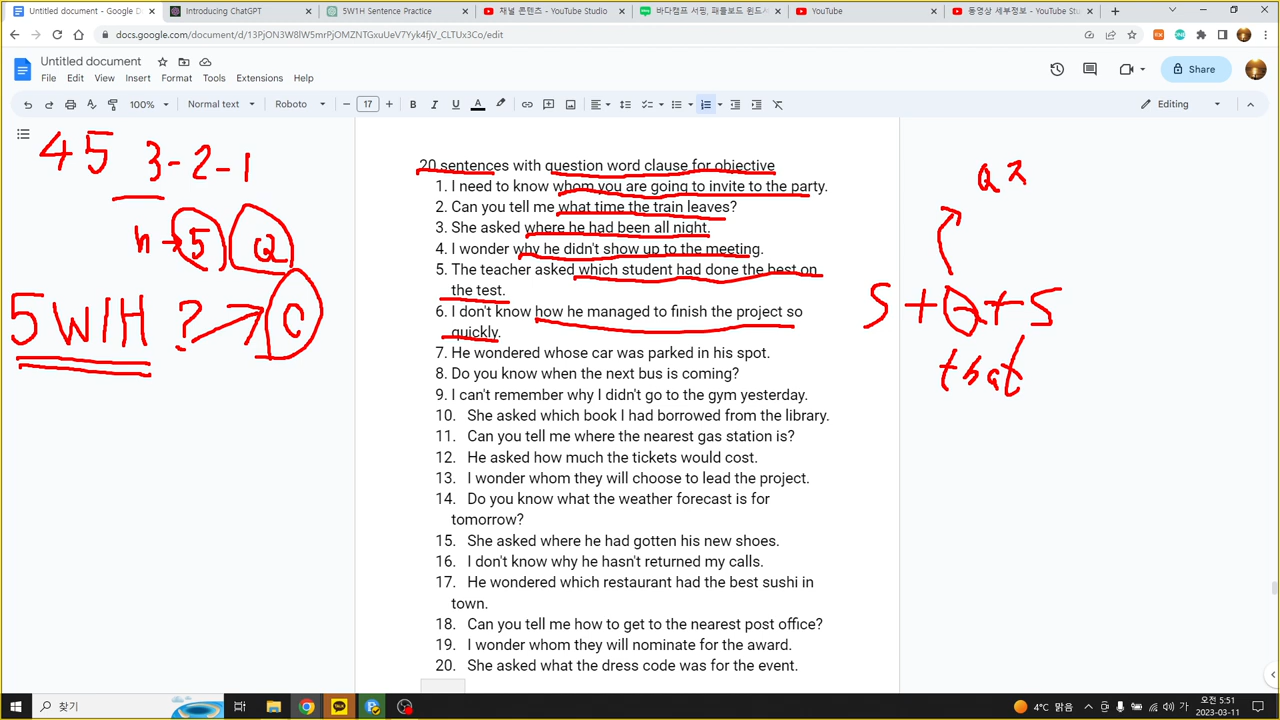 Untitled document - Google D
Introducing ChatGPT
5W1H Sentence Practice
채널 콘텐츠 - YouTube Studio
바다캠프 서핑, 패들보드 윈드서
YouTube
동영상 세부정보 - YouTube Studi
docs.google.com/document/d/13PjON3W8lW5mrPjOMZNTGxuUeV7Yyk4fjV_CLTUx3Co/edit
Untitled document
File Edit View Insert Format Tools Extensions Help
Share
100% Normal text Roboto 17 B I U A Editing
45 3-2-1
h → 5 Q
5W1H ? → C
20 sentences with question word clause for objective
1. I need to know whom you are going to invite to the party.
2. Can you tell me what time the train leaves?
3. She asked where he had been all night.
4. I wonder why he didn't show up to the meeting.
5. The teacher asked which student had done the best on
the test.
6. I don't know how he managed to finish the project so
quickly.
7. He wondered whose car was parked in his spot.
8. Do you know when the next bus is coming?
9. I can't remember why I didn't go to the gym yesterday.
10. She asked which book I had borrowed from the library.
11. Can you tell me where the nearest gas station is?
12. He asked how much the tickets would cost.
13. I wonder whom they will choose to lead the project.
14. Do you know what the weather forecast is for
tomorrow?
15. She asked where he had gotten his new shoes.
16. I don't know why he hasn't returned my calls.
17. He wondered which restaurant had the best sushi in
town.
18. Can you tell me how to get to the nearest post office?
19. I wonder whom they will nominate for the award.
20. She asked what the dress code was for the event.
S + Q + S
that
찾기
4°C 맑음
가
오전 5:51
2023-03-11